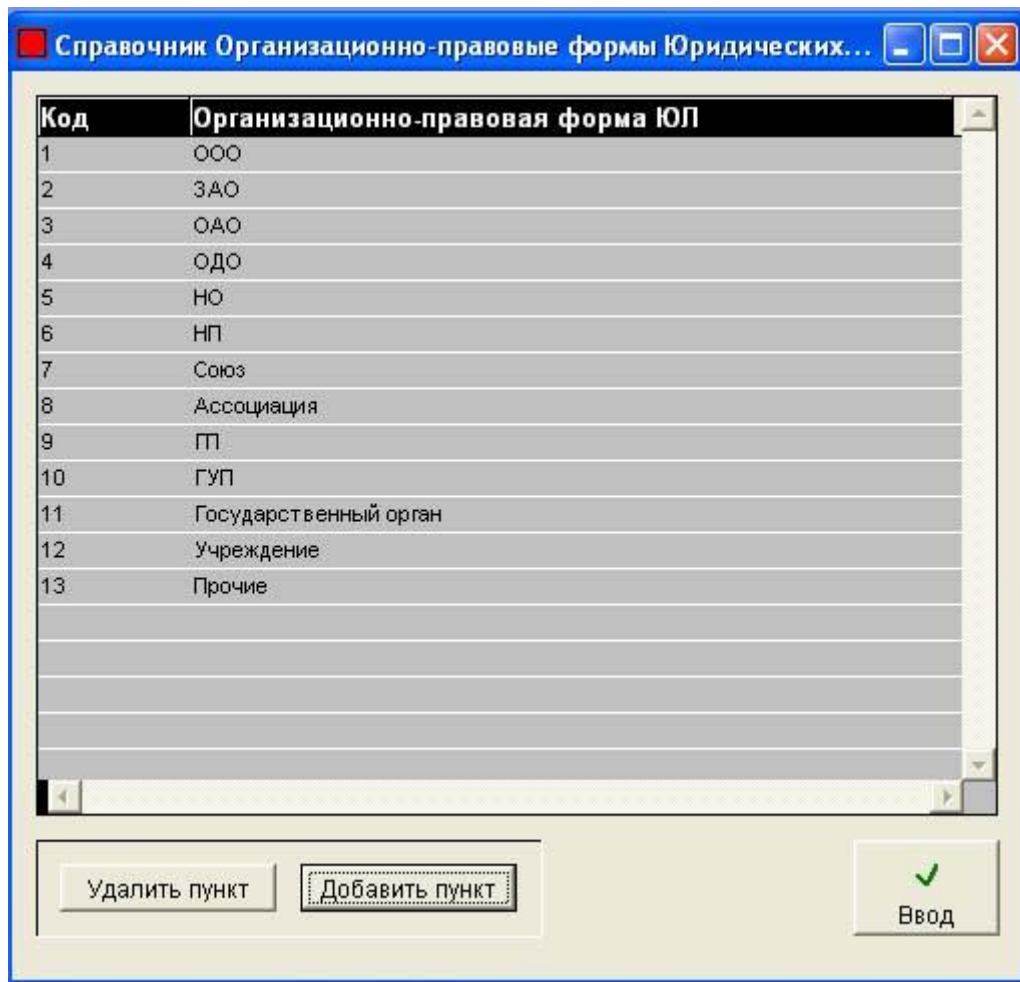 Справочник Организационно-правовые формы Юридических...
Код Организационно-правовая форма ЮЛ
1 ООО
2 ЗАО
3 ОАО
4 ОДО
5 НО
6 НП
7 Союз
8 Ассоциация
9 ГП
10 ГУП
11 Государственный орган
12 Учреждение
13 Прочие
Удалить пункт Добавить пункт
Ввод